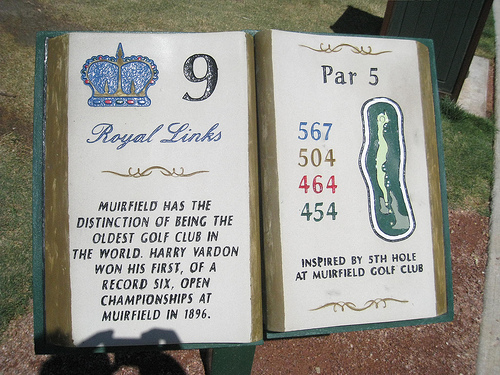 9
Royal Links
MUIRFIELD HAS THE
DISTINCTION OF BEING THE
OLDEST GOLF CLUB IN
THE WORLD. HARRY VARDON
WON HIS FIRST, OF A
RECORD SIX, OPEN
CHAMPIONSHIPS AT
MUIRFIELD IN 1896.
Par 5
567
504
464
454
INSPIRED BY 5TH HOLE
AT MUIRFIELD GOLF CLUB